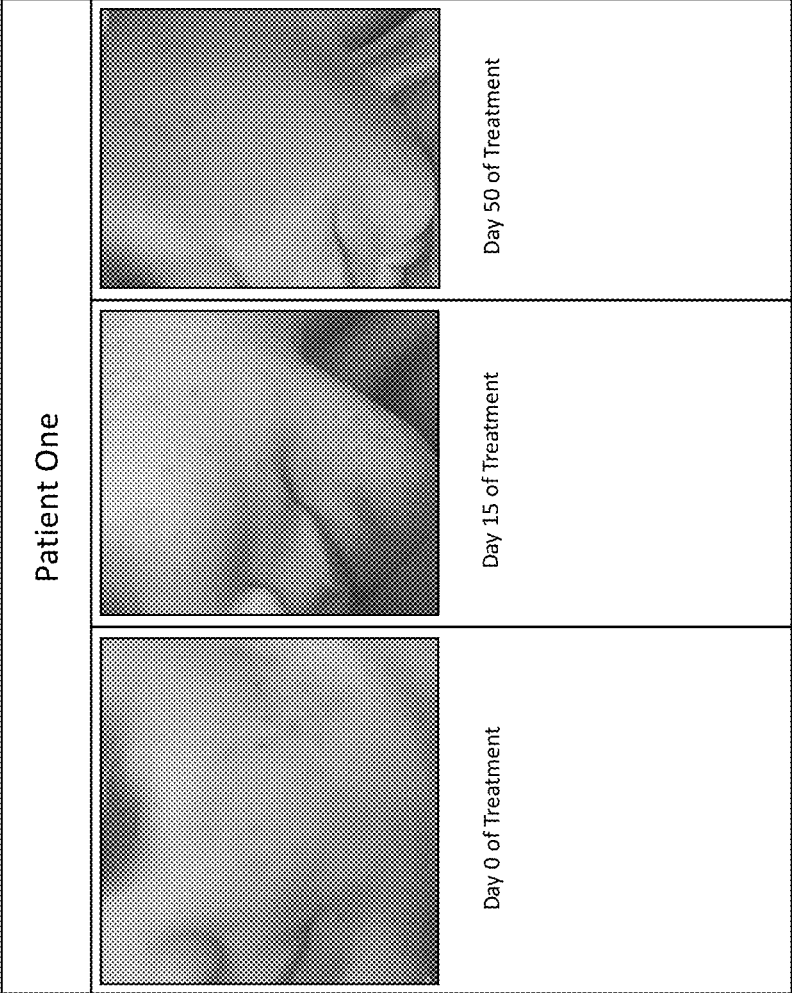 Patient One
Day 0 of Treatment
Day 15 of Treatment
Day 50 of Treatment